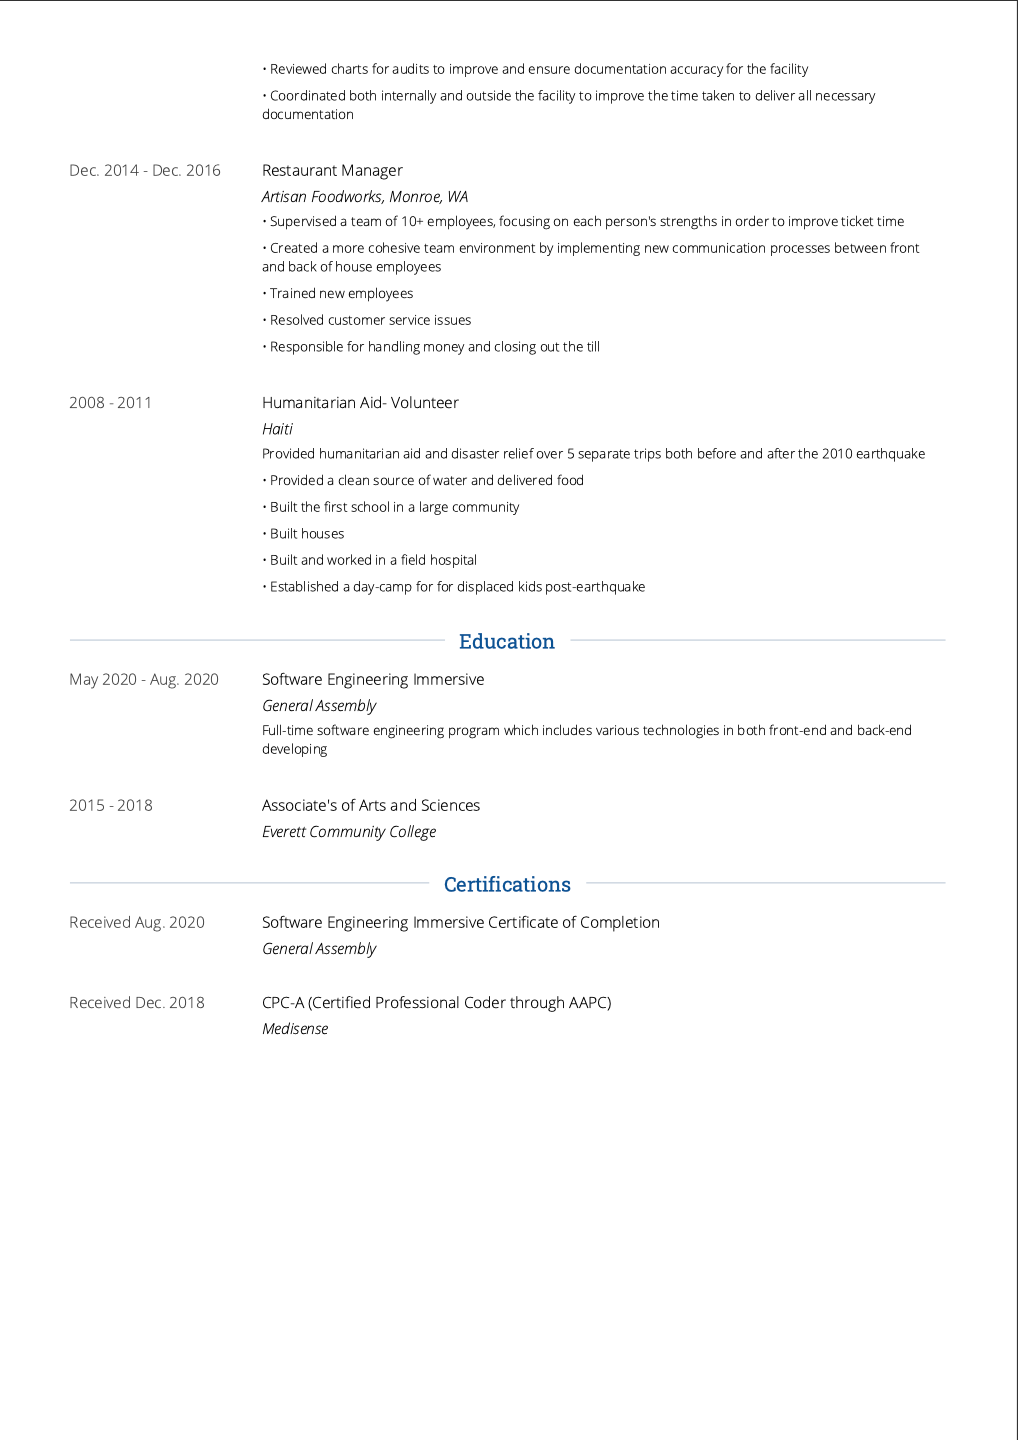 • Reviewed charts for audits to improve and ensure documentation accuracy for the facility
• Coordinated both internally and outside the facility to improve the time taken to deliver all necessary
documentation
Dec. 2014 - Dec. 2016 Restaurant Manager
Artisan Foodworks, Monroe, WA
• Supervised a team of 10+ employees, focusing on each person's strengths in order to improve ticket time
• Created a more cohesive team environment by implementing new communication processes between front
and back of house employees
• Trained new employees
• Resolved customer service issues
• Responsible for handling money and closing out the till
2008 - 2011 Humanitarian Aid- Volunteer
Haiti
Provided humanitarian aid and disaster relief over 5 separate trips both before and after the 2010 earthquake
• Provided a clean source of water and delivered food
• Built the first school in a large community
• Built houses
• Built and worked in a field hospital
• Established a day-camp for for displaced kids post-earthquake
Education
May 2020 - Aug. 2020 Software Engineering Immersive
General Assembly
Full-time software engineering program which includes various technologies in both front-end and back-end
developing
2015 - 2018 Associate's of Arts and Sciences
Everett Community College
Certifications
Received Aug. 2020 Software Engineering Immersive Certificate of Completion
General Assembly
Received Dec. 2018 CPC-A (Certified Professional Coder through AAPC)
Medisense